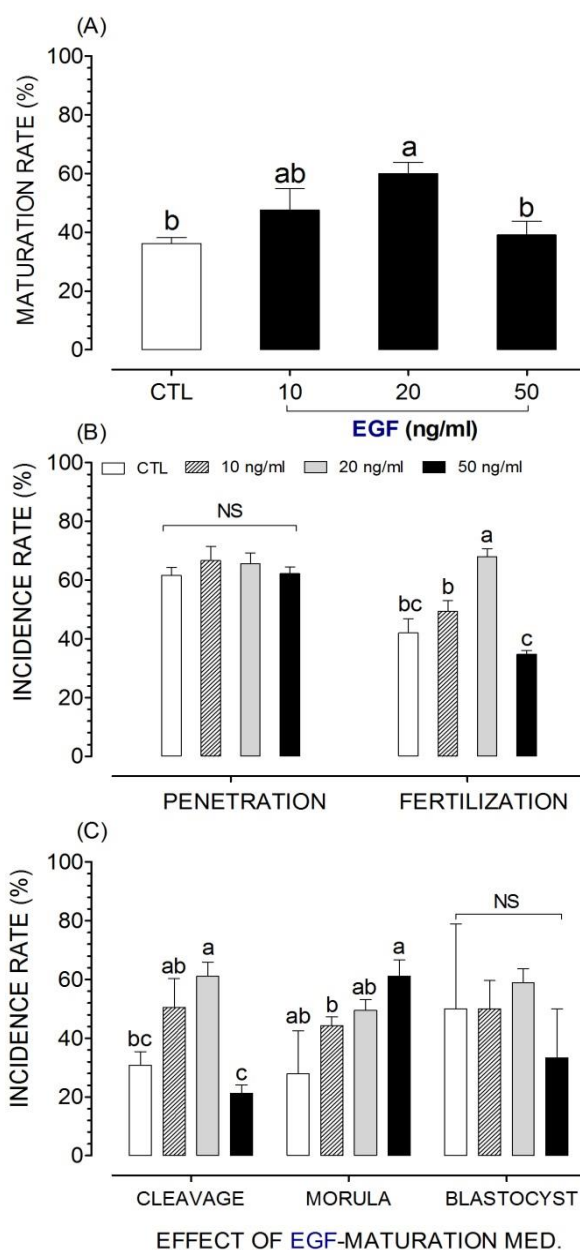 (A)
MATURATION RATE (%)
100
80
60
40
20
0
b
ab
a
b
CTL
10
20
50
EGF (ng/ml)
(B)
INCIDENCE RATE (%)
100
80
60
40
20
0
CTL 10 ng/ml 20 ng/ml 50 ng/ml
NS
bc
b
a
c
PENETRATION FERTILIZATION
(C)
INCIDENCE RATE (%)
100
80
60
40
20
0
bc
ab
a
c
ab
b
ab
a
NS
CLEAVAGE MORULA BLASTOCYST
EFFECT OF EGF-MATURATION MED.